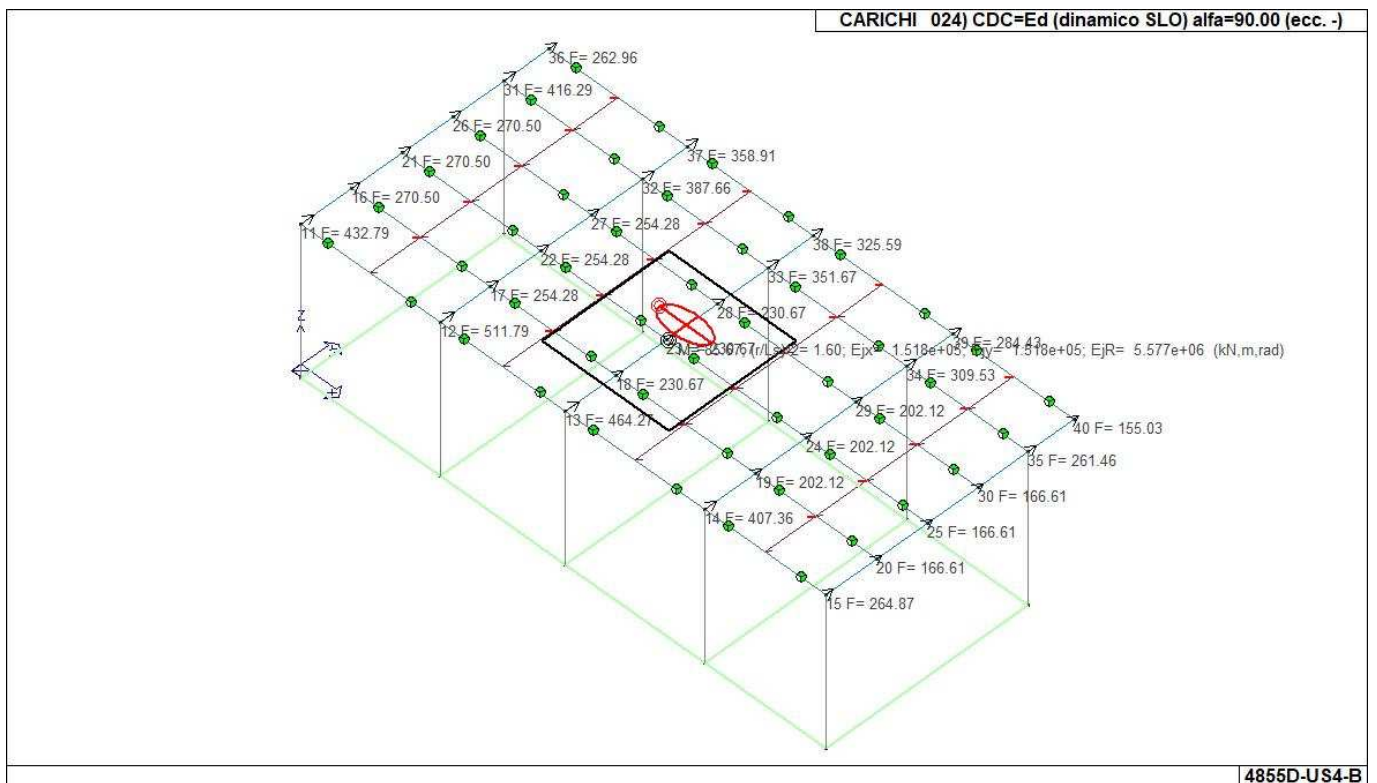 CARICHI 024) CDC=Ed (dinamico SLO) alfa=90.00 (ecc. -)
36 F= 262.96
31 F= 416.29
26 F= 270.50
21 F= 270.50
37 F= 358.91
16 F= 270.50
32 F= 387.66
11 F= 432.79
27 F= 254.28
38 F= 325.59
22 F= 254.28
33 F= 351.67
17 F= 254.28
28 F= 230.67
12 F= 511.79
39 F= 284.43
(r/Ls)^2= 1.60; Ejx= 1.518e+05; 1.518e+05; EjR= 5.577e+06 (kN,m,rad)
34 F= 309.53
18 F= 230.67
29 F= 202.12
13 F= 464.27
40 F= 155.03
24 F= 202.12
35 F= 261.46
19 F= 202.12
30 F= 166.61
14 F= 407.36
25 F= 166.61
20 F= 166.61
15 F= 264.87
Z
4855D-US4-B